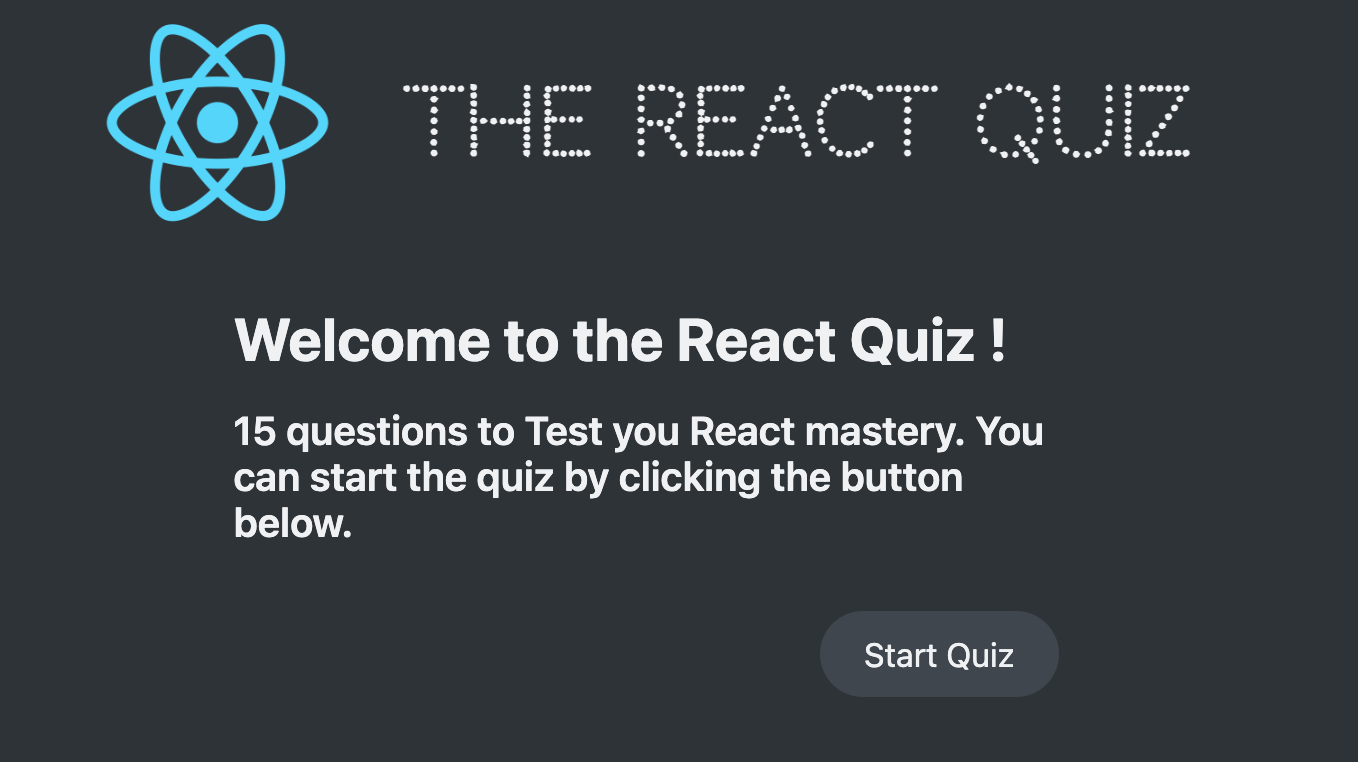 THE REACT QUIZ
Welcome to the React Quiz !
15 questions to Test you React mastery. You
can start the quiz by clicking the button
below.
Start Quiz